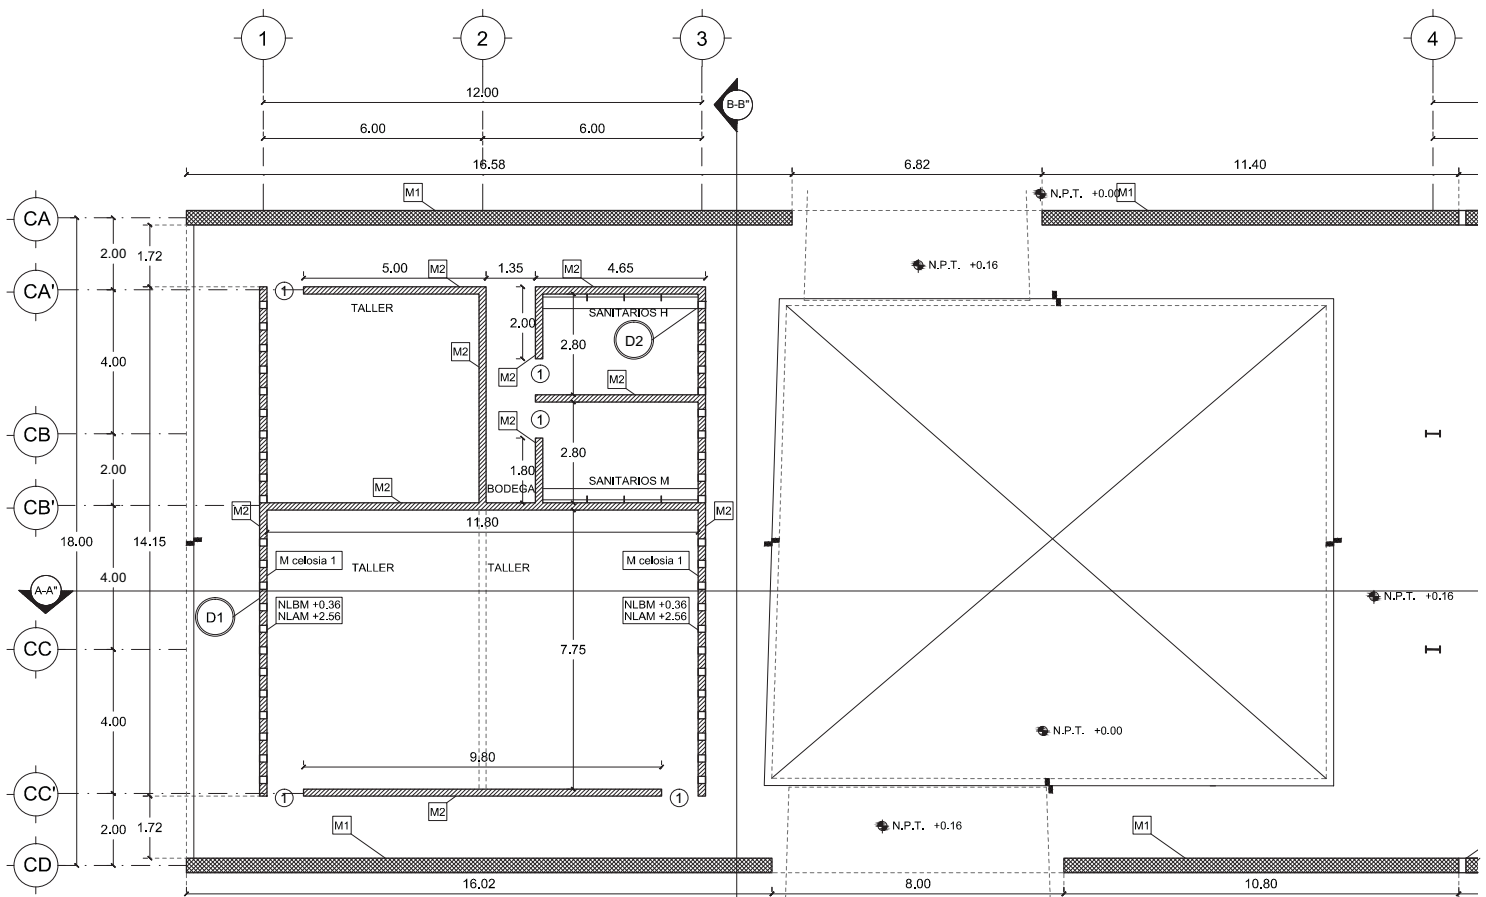 1
2
3
4
12.00
B-B"
6.00
6.00
16.58
6.82
11.40
M1
N.P.T. +0.00
M1
CA
2.00
1.72
N.P.T. +0.16
5.00
M2
1.35
M2
4.65
CA'
1
TALLER
SANITARIOS H
2.00
D2
2.80
M2
4.00
M2
1
M2
M2
1
CB
2.00
1.80
2.80
SANITARIOS M
M2
BODEGA
CB'
M2
M2
11.80
18.00
14.15
M celosia 1
TALLER
TALLER
M celosia 1
4.00
A-A"
NLBM +0.36
NLAM +2.56
NLBM +0.36
NLAM +2.56
N.P.T. +0.16
D1
CC
7.75
4.00
N.P.T. +0.00
9.80
CC'
1
1
M2
2.00
1.72
M1
N.P.T. +0.16
M1
CD
16.02
8.00
10.80